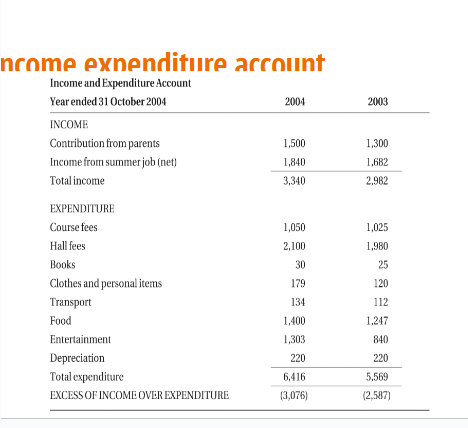 ncome expenditure account
Income and Expenditure Account
Year ended 31 October 2004 2004 2003
INCOME
Contribution from parents 1,500 1,300
Income from summer job (net) 1,840 1,682
Total income 3,340 2,982
EXPENDITURE
Course fees 1,050 1,025
Hall fees 2,100 1,980
Books 30 25
Clothes and personal items 179 120
Transport 134 112
Food 1,400 1,247
Entertainment 1,303 840
Depreciation 220 220
Total expenditure 6,416 5,569
EXCESS OF INCOME OVER EXPENDITURE (3,076) (2,587)